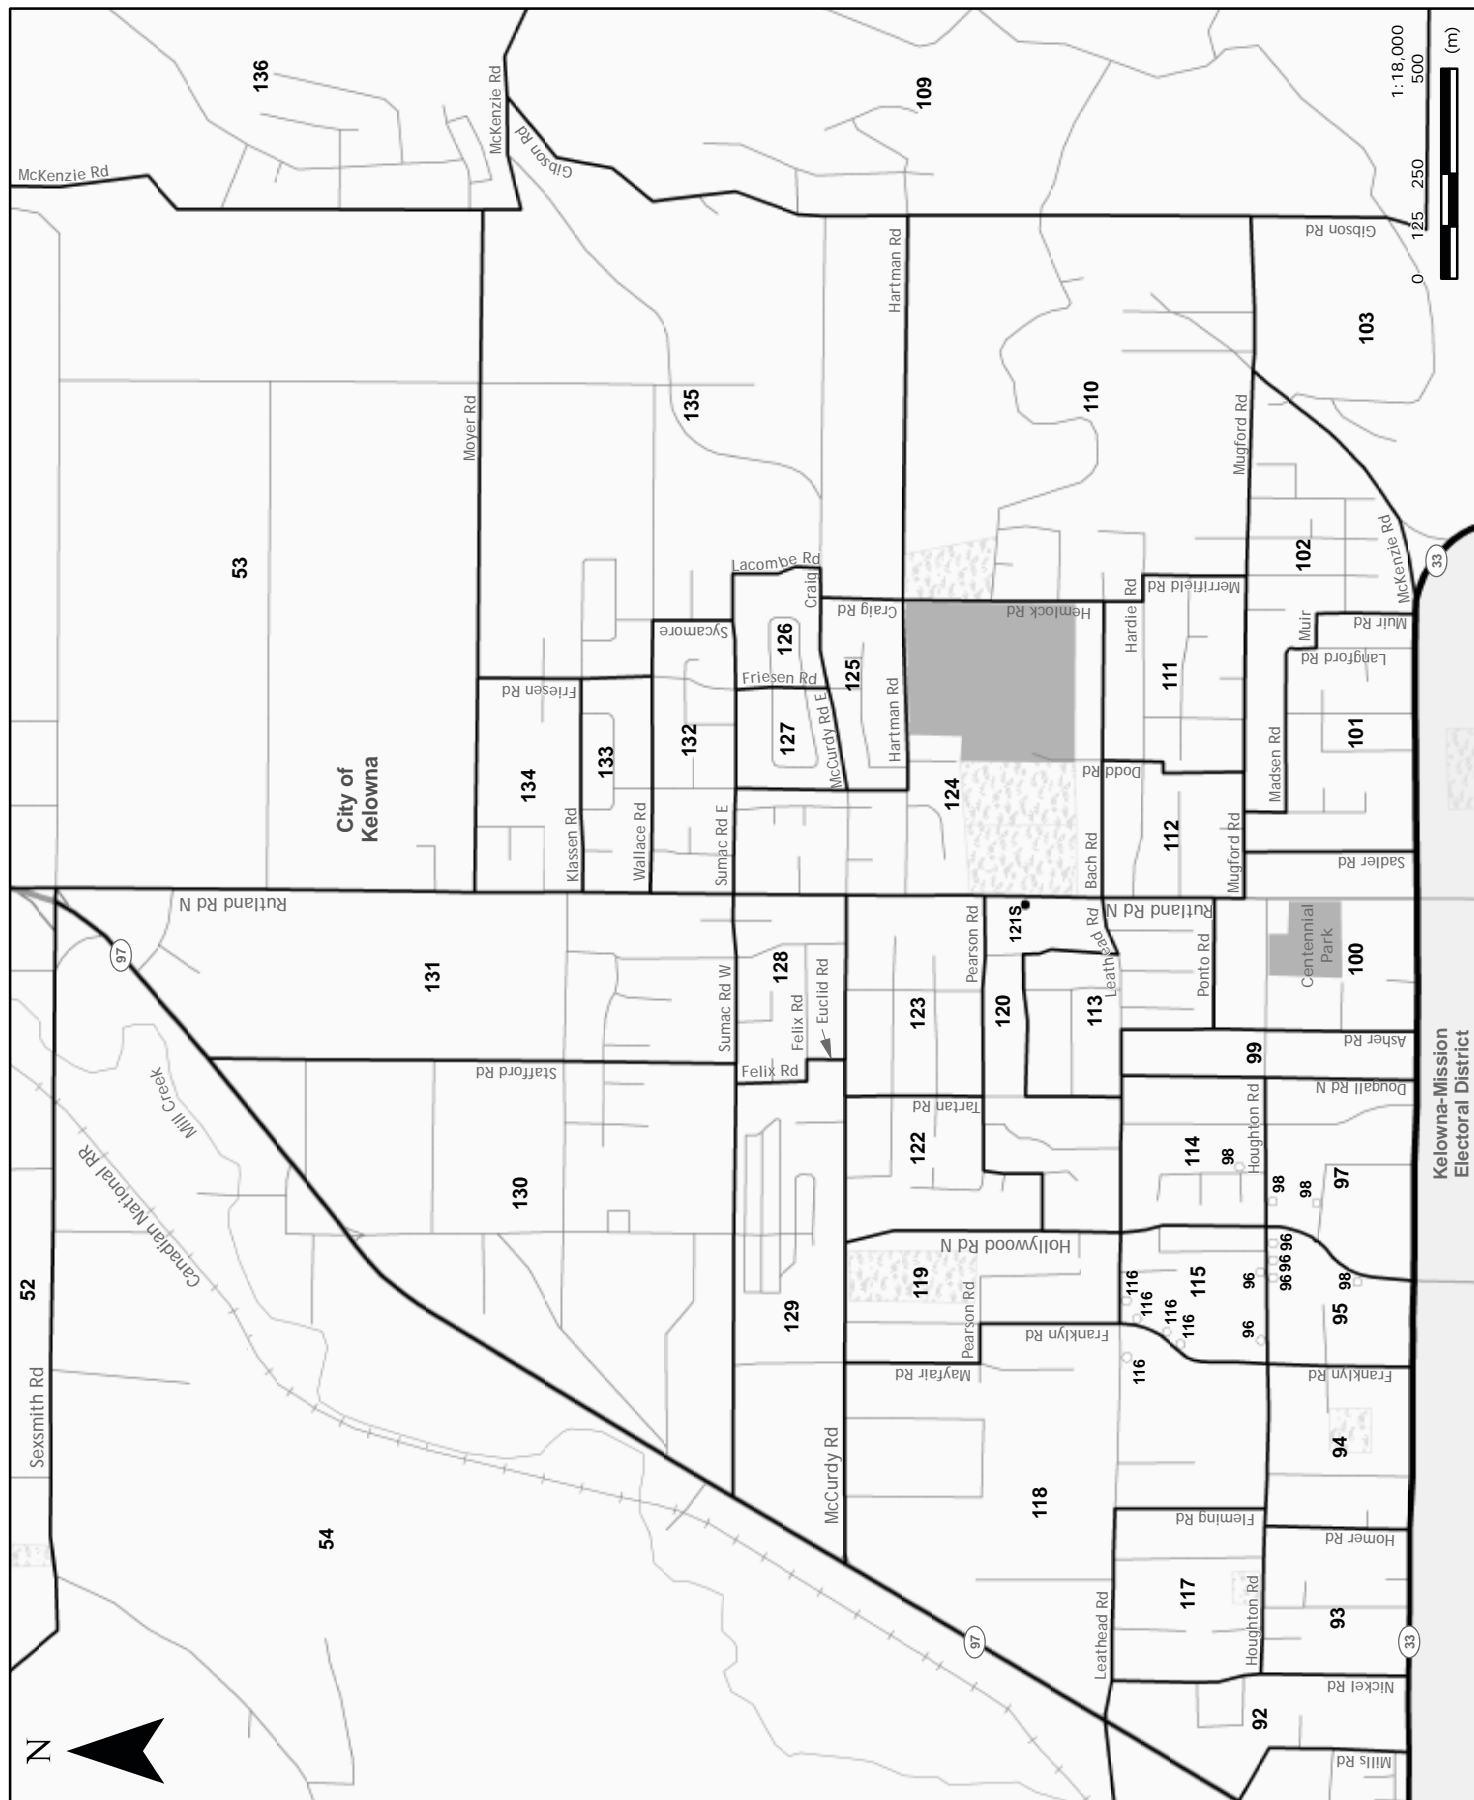 N
52
Sexsmith Rd
54
Canadian National RR
Mill Creek
97
Rutland Rd N
53
City of
Kelowna
McKenzie Rd
136
McKenzie Rd
Gibson Rd
Moyer Rd
131
130
Stafford Rd
Sumac Rd W
134
Friesen Rd
Klassen Rd
133
Wallace Rd
132
Sycamore
Sumac Rd E
135
Lacombe Rd
Craig
126
Friesen Rd
127
McCurdy Rd E
125
Craig Rd
Hartman Rd
Hartman Rd
109
128
Felix Rd
Euclid Rd
Felix Rd
129
McCurdy Rd
123
Pearson Rd
122
Tartan Rd
124
121S
120
113
Leathead Rd
Bach Rd
Hemlock Rd
110
Hardie Rd
Merrifield Rd
111
Dodd Rd
112
Mugford Rd
Mugford Rd
Rutland Rd N
Ponto Rd
119
Hollywood Rd N
Pearson Rd
Franklyn Rd
Mayfair Rd
118
97
Leathead Rd
117
Fleming Rd
Houghton Rd
116
116
116
116
116
115
114
98
Houghton Rd
99
Asher Rd
Dougall Rd N
Centennial
Park
100
Sadler Rd
Madsen Rd
101
Langford Rd
Muir
Muir Rd
102
McKenzie Rd
103
Gibson Rd
98
98
97
96
96
96
96
96
98
95
Franklyn Rd
94
Homer Rd
93
Nickel Rd
92
Mills Rd
33
33
Kelowna-Mission
Electoral District
1:18,000
0
125
250
500
(m)